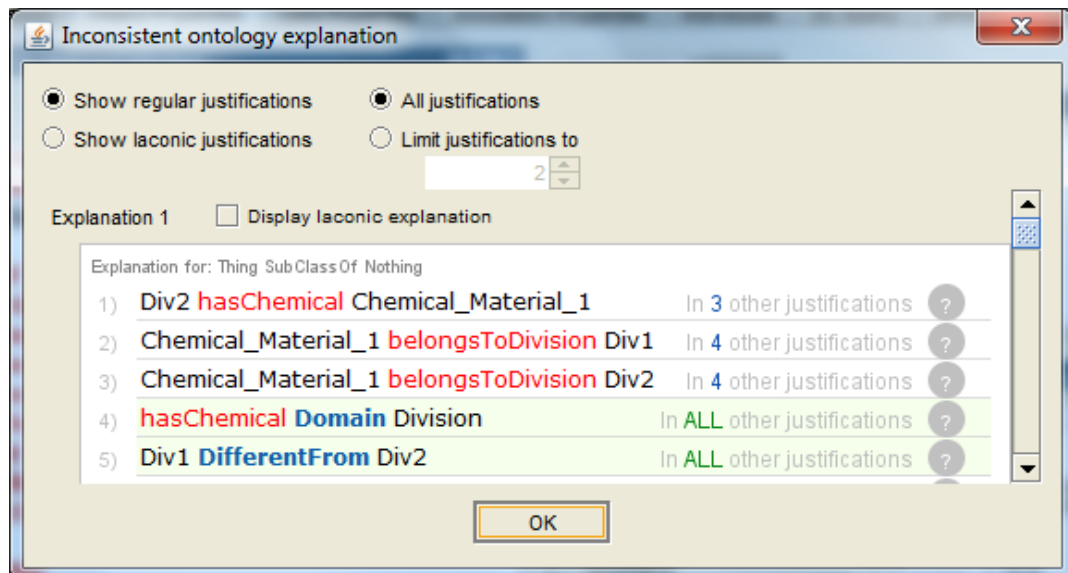 Inconsistent ontology explanation
X
Show regular justifications All justifications
Show laconic justifications Limit justifications to
2
Explanation 1 Display laconic explanation
Explanation for: Thing SubClassOf Nothing
1) Div2 hasChemical Chemical_Material_1 In 3 other justifications ?
2) Chemical_Material_1 belongsToDivision Div1 In 4 other justifications ?
3) Chemical_Material_1 belongsToDivision Div2 In 4 other justifications ?
4) hasChemical Domain Division In ALL other justifications ?
5) Div1 DifferentFrom Div2 In ALL other justifications ?
OK